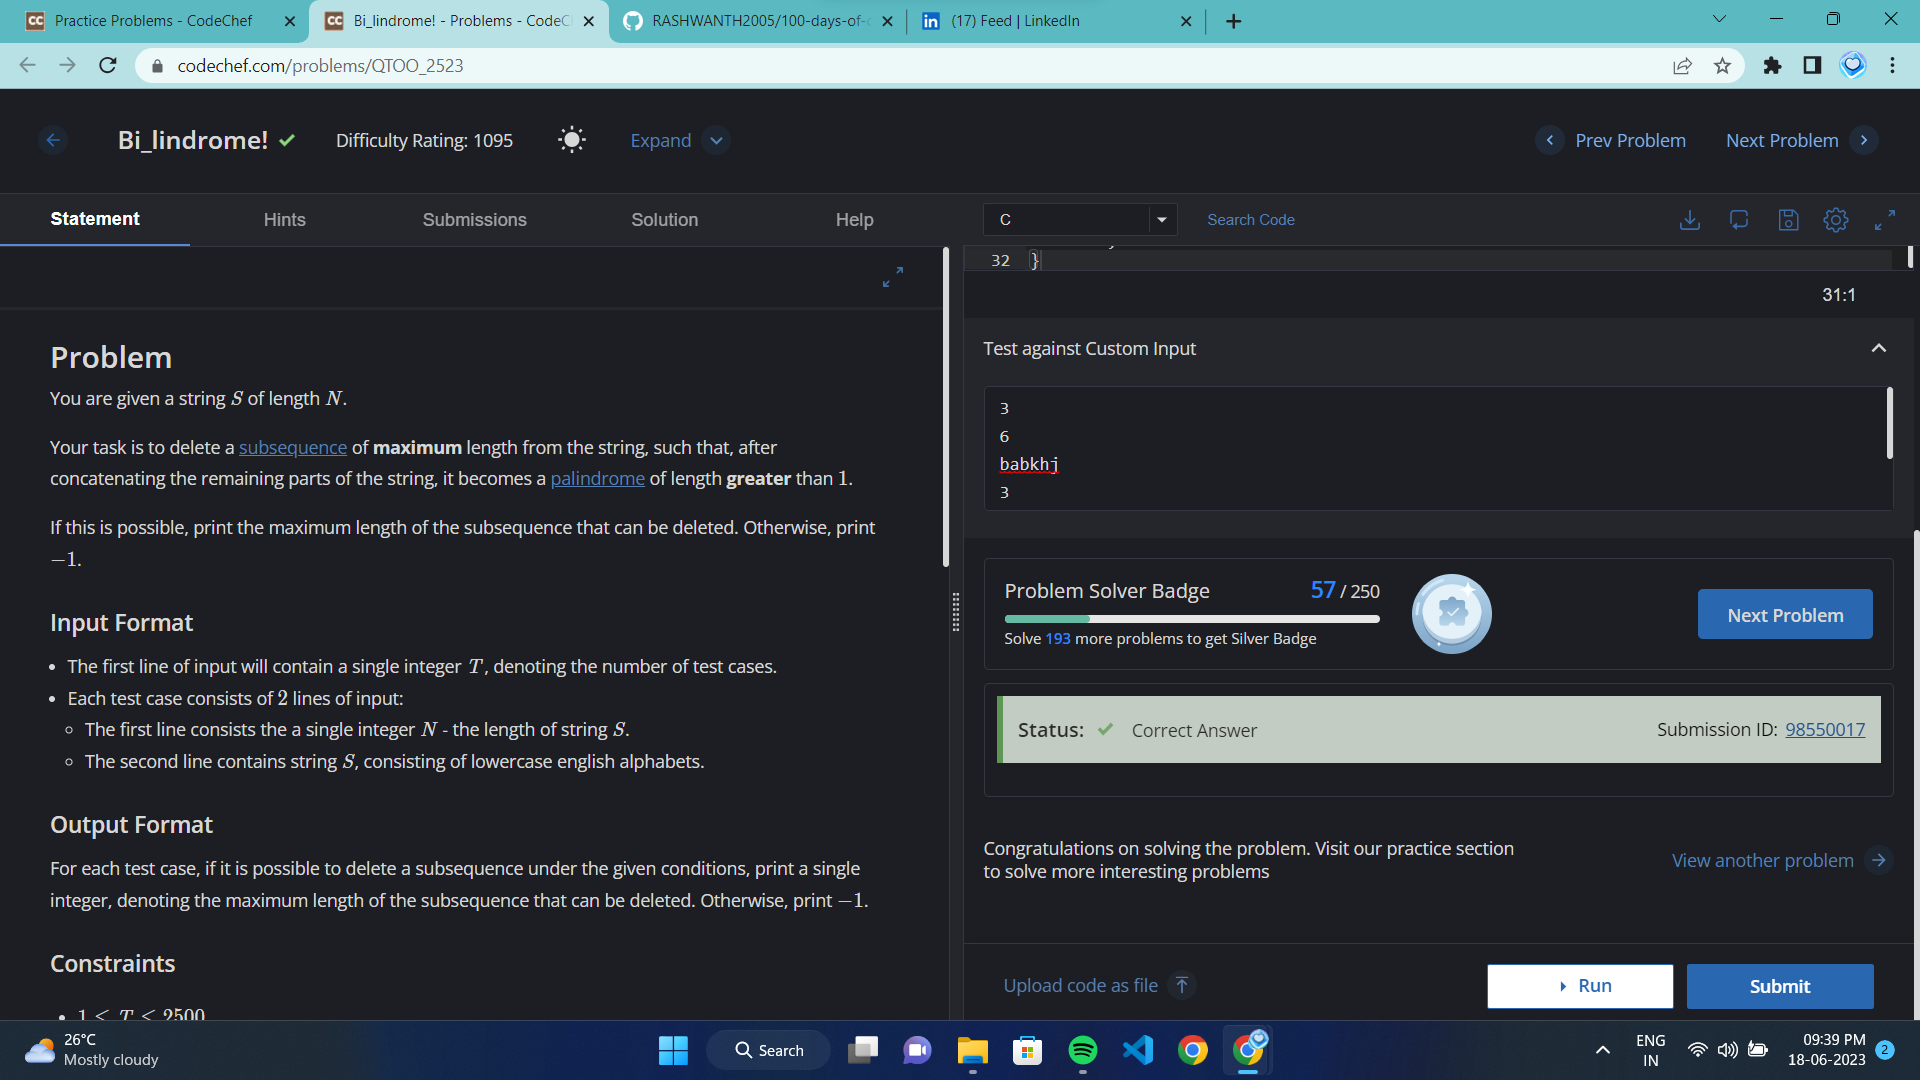 Practice Problems - CodeChef
Bi_lindrome! - Problems - CodeC
RASHWANTH2005/100-days-of-c
(17) Feed | LinkedIn
codechef.com/problems/QTOO_2523
Bi_lindrome!
Difficulty Rating: 1095
Expand
Prev Problem
Next Problem
Statement
Hints
Submissions
Solution
Help
C
Search Code
32 }
31:1
Problem
You are given a string S of length N.
Your task is to delete a subsequence of maximum length from the string, such that, after
concatenating the remaining parts of the string, it becomes a palindrome of length greater than 1.
If this is possible, print the maximum length of the subsequence that can be deleted. Otherwise, print
−1.
Input Format
• The first line of input will contain a single integer T, denoting the number of test cases.
• Each test case consists of 2 lines of input:
◦ The first line consists the a single integer N - the length of string S.
◦ The second line contains string S, consisting of lowercase english alphabets.
Output Format
For each test case, if it is possible to delete a subsequence under the given conditions, print a single
integer, denoting the maximum length of the subsequence that can be deleted. Otherwise, print −1.
Constraints
• 1 ≤ T ≤ 2500
Test against Custom Input
3
6
babkhj
3
Problem Solver Badge
57 / 250
Solve 193 more problems to get Silver Badge
Next Problem
Status: Correct Answer
Submission ID: 98550017
Congratulations on solving the problem. Visit our practice section
to solve more interesting problems
View another problem
Upload code as file
Run
Submit
26°C
Mostly cloudy
Search
ENG
IN
09:39 PM
18-06-2023
2